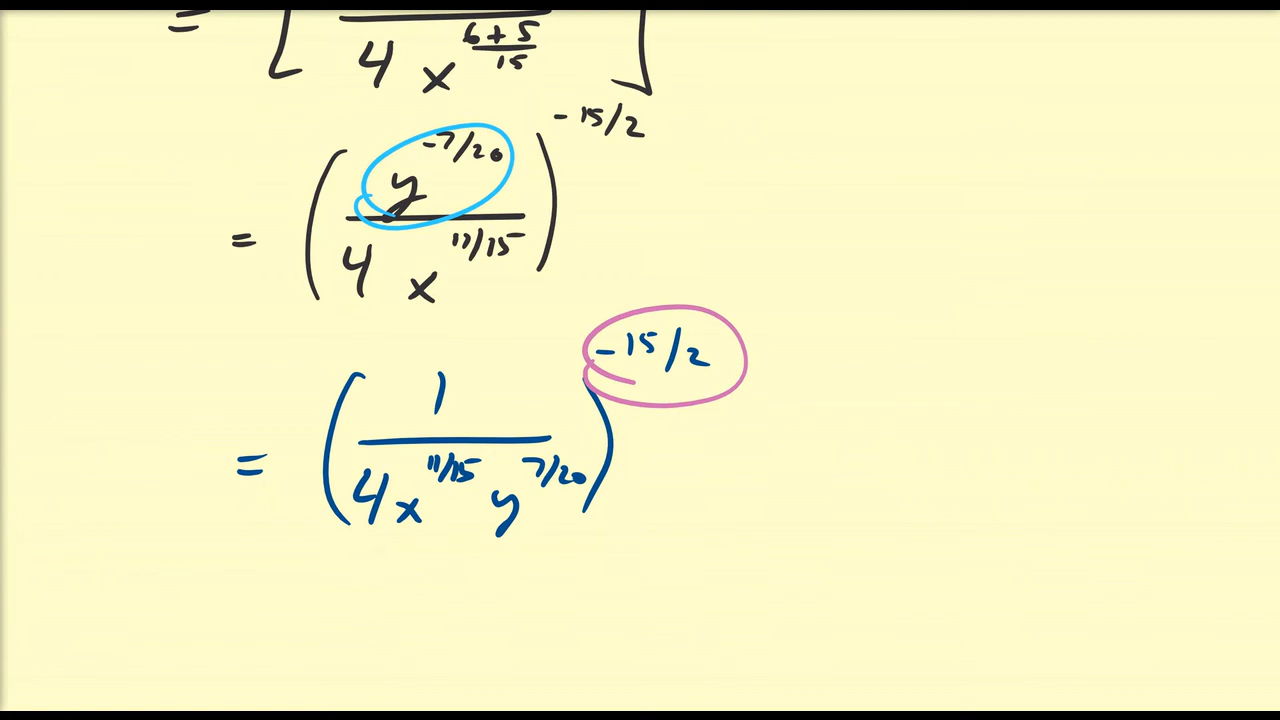 = [ / 4 x^((6+5)/15) ]
= ( y^(-7/20) / 4 x^(11/15) )^(-15/2)
= ( 1 / 4x^(11/15) y^(7/20) )^(-15/2)